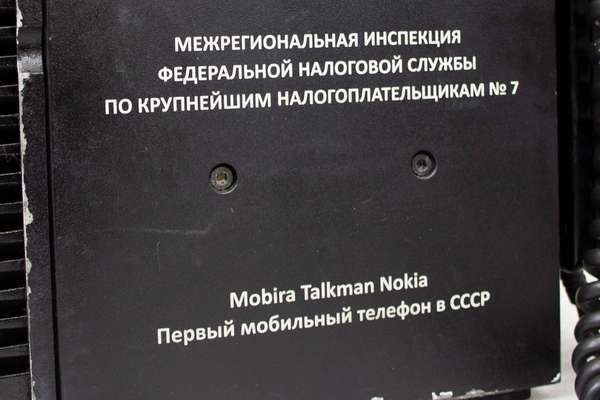 МЕЖРЕГИОНАЛЬНАЯ ИНСПЕКЦИЯ
ФЕДЕРАЛЬНОЙ НАЛОГОВОЙ СЛУЖБЫ
ПО КРУПНЕЙШИМ НАЛОГОПЛАТЕЛЬЩИКАМ № 7
Mobira Talkman Nokia
Первый мобильный телефон в СССР